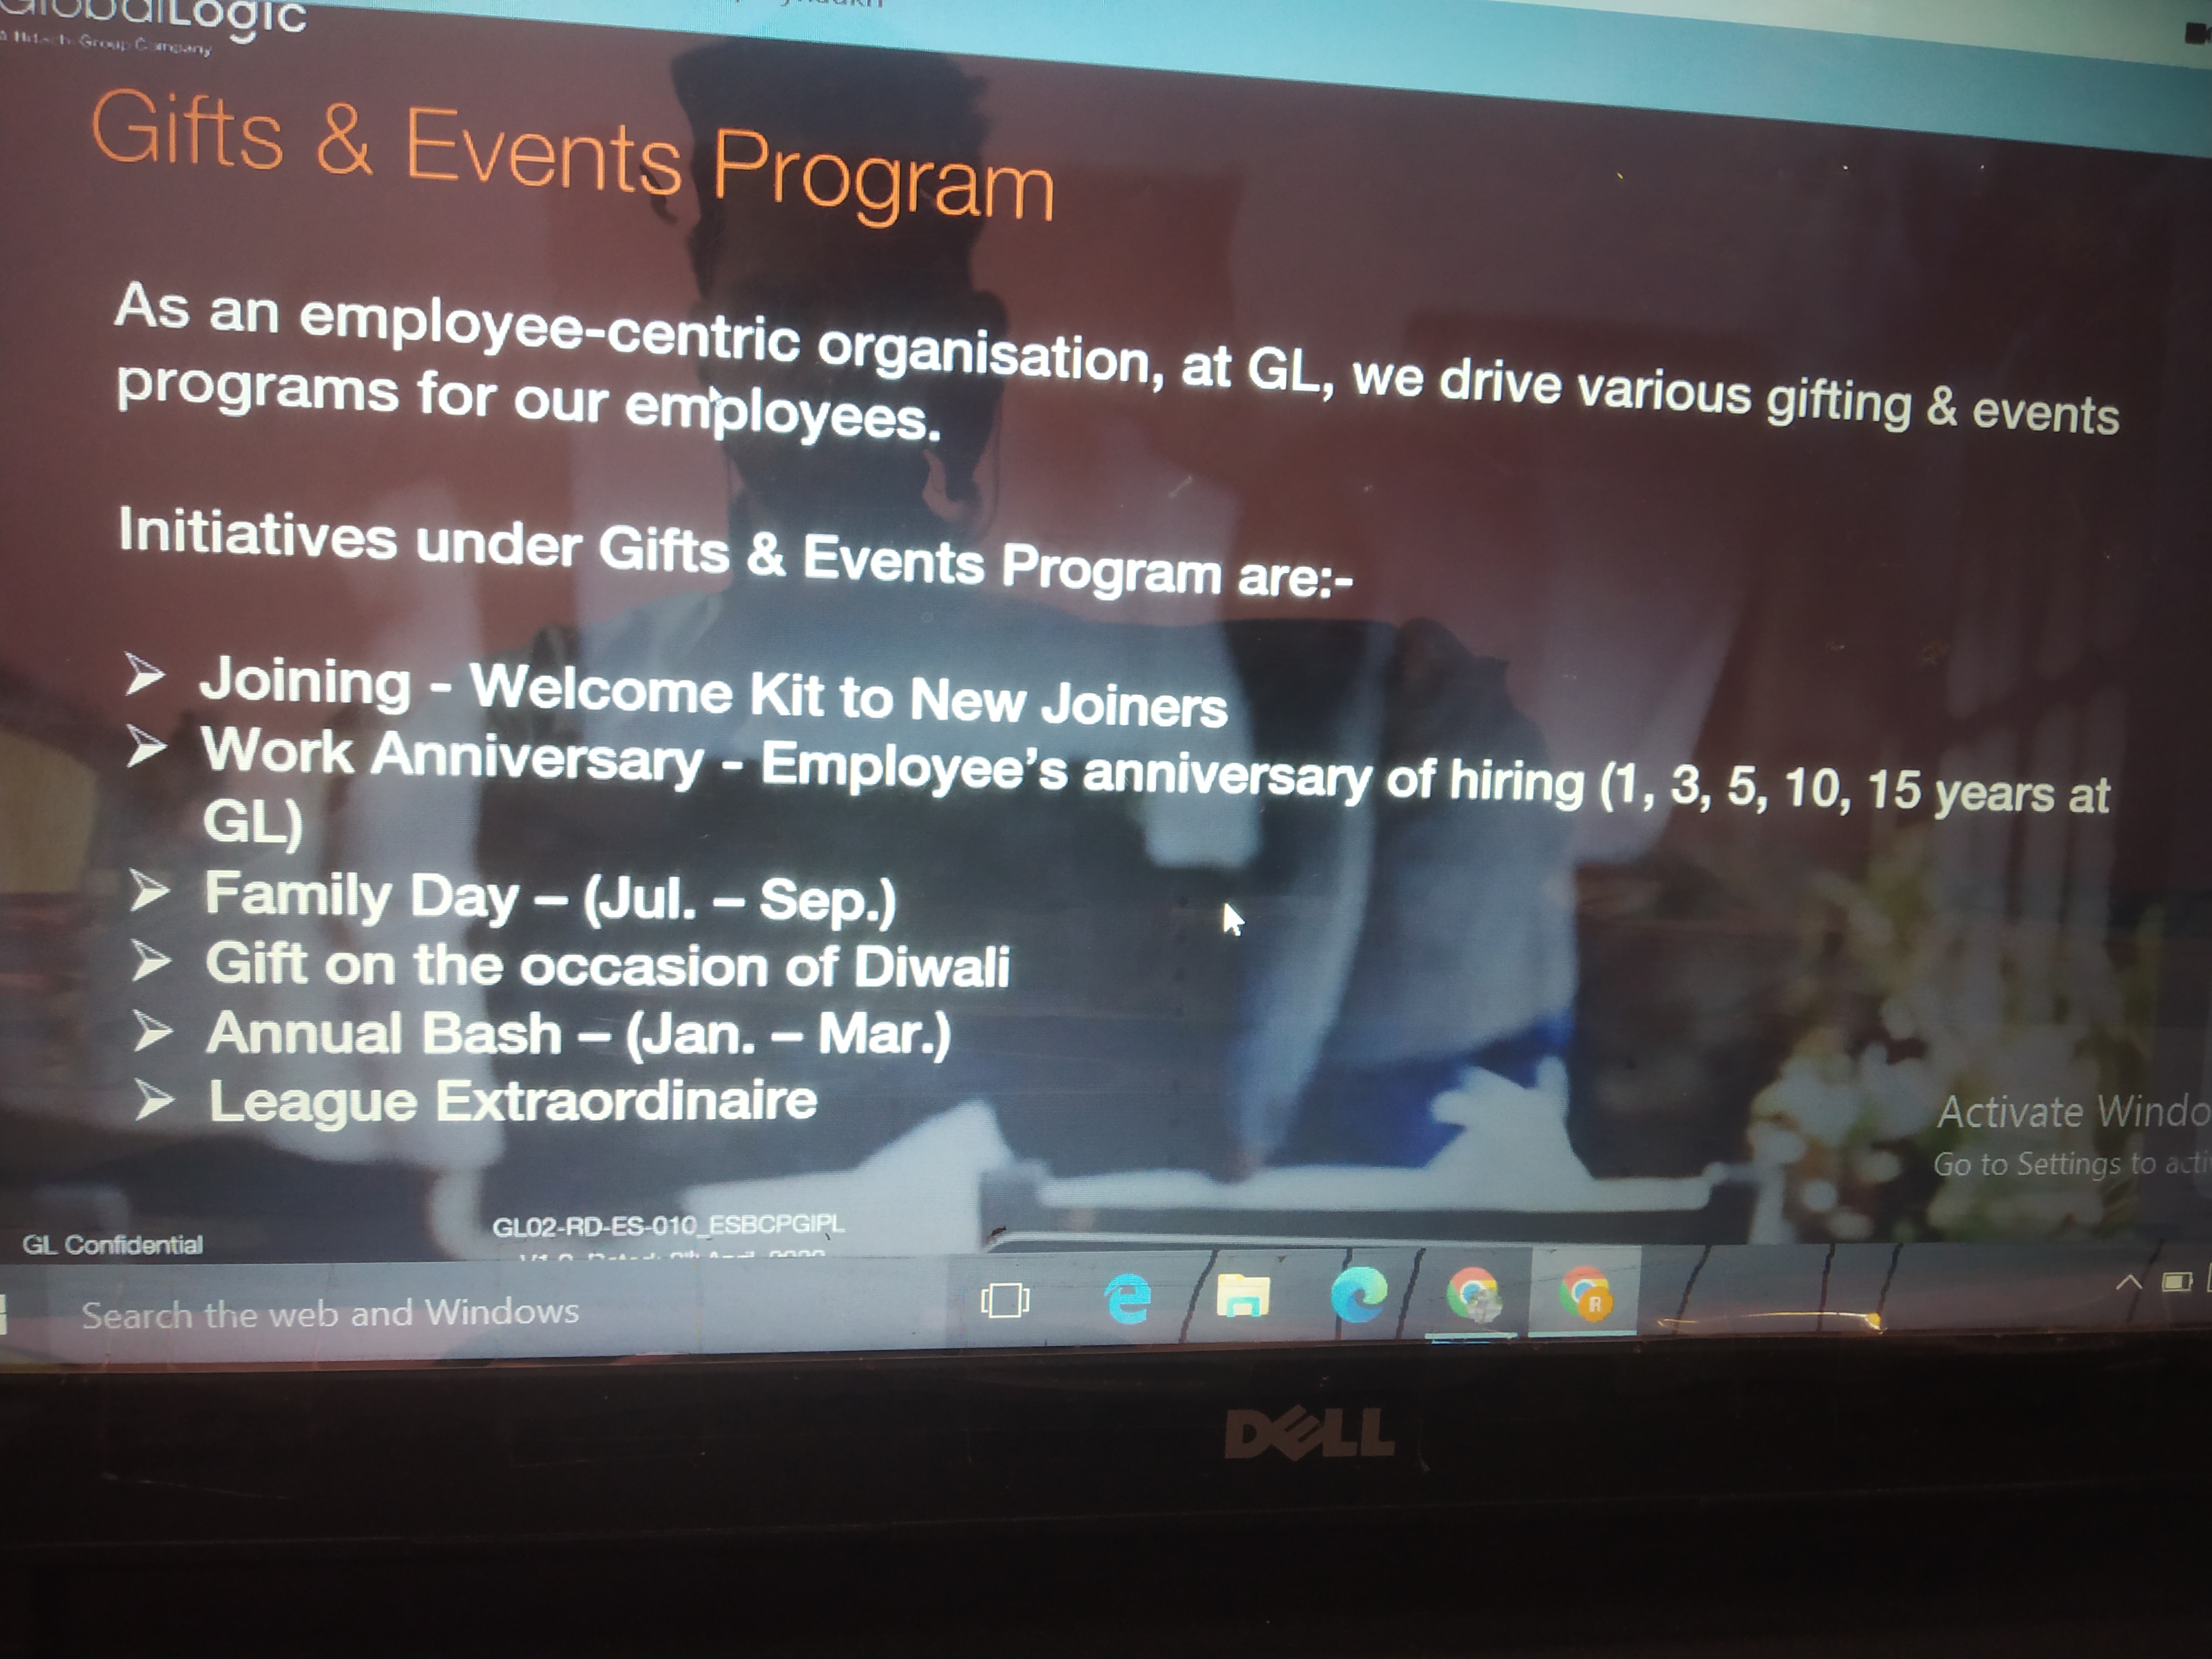 GlobalLogic
A Hitachi Group Company
Gifts & Events Program
As an employee-centric organisation, at GL, we drive various gifting & events
programs for our employees.
Initiatives under Gifts & Events Program are:-
➢ Joining - Welcome Kit to New Joiners
➢ Work Anniversary - Employee's anniversary of hiring (1, 3, 5, 10, 15 years at
GL)
➢ Family Day – (Jul. – Sep.)
➢ Gift on the occasion of Diwali
➢ Annual Bash – (Jan. – Mar.)
➢ League Extraordinaire
Activate Windo
Go to Settings to acti
GL02-RD-ES-010_ESBCPGIPL
GL Confidential
Search the web and Windows
R
DELL